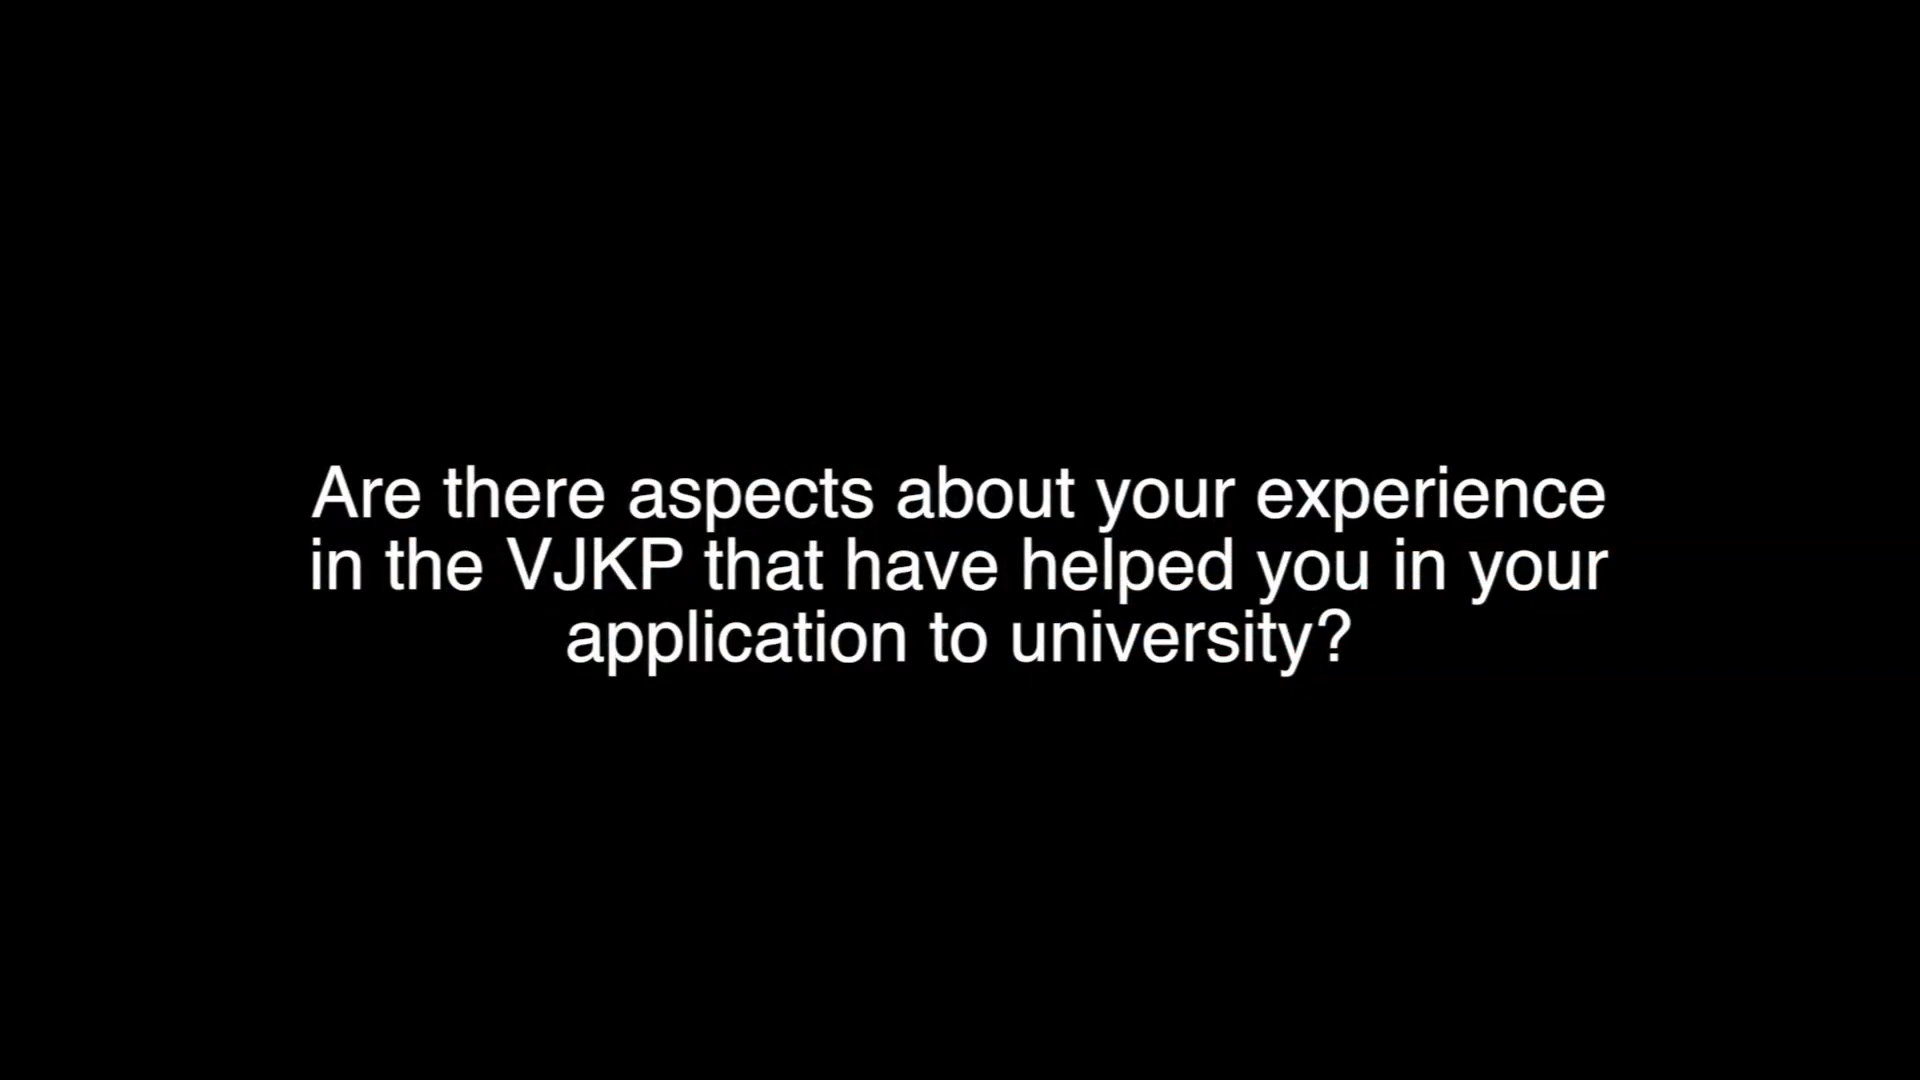 Are there aspects about your experience
in the VJKP that have helped you in your
application to university?